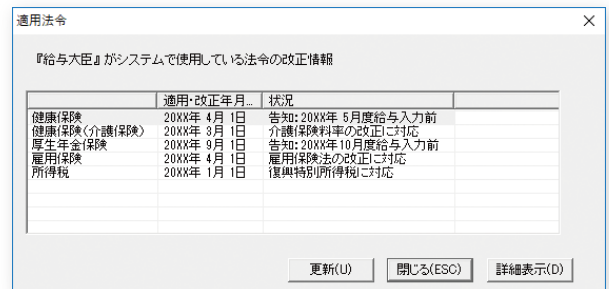 適用法令
『給与大臣』がシステムで使用している法令の改正情報
適用・改正年月... 状況
健康保険 20XX年 4月 1日 告知:20XX年 5月度給与入力前
健康保険(介護保険) 20XX年 3月 1日 介護保険料率の改正に対応
厚生年金保険 20XX年 9月 1日 告知:20XX年10月度給与入力前
雇用保険 20XX年 4月 1日 雇用保険法の改正に対応
所得税 20XX年 1月 1日 復興特別所得税に対応
更新(U) 閉じる(ESC) 詳細表示(D)